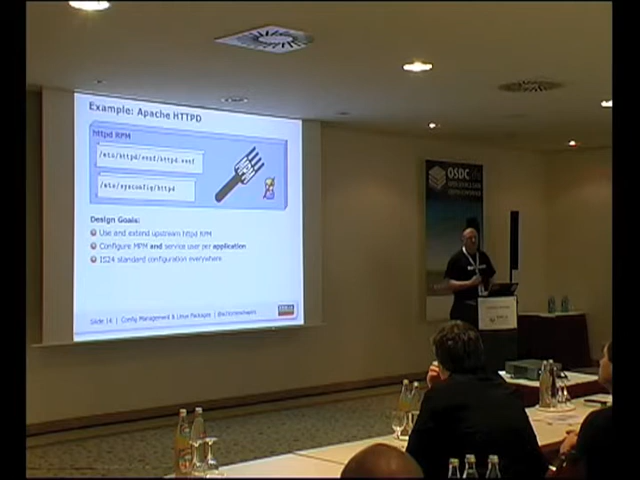 Example: Apache HTTPD
httpd RPM
/etc/httpd/conf/httpd.conf
/etc/sysconfig/httpd
Design Goals:
Use and extend upstream httpd RPM
Configure MPM and service user per application
IS24 standard configuration everywhere
Slide 14 | Config Management & Linux Packages |
OSDC